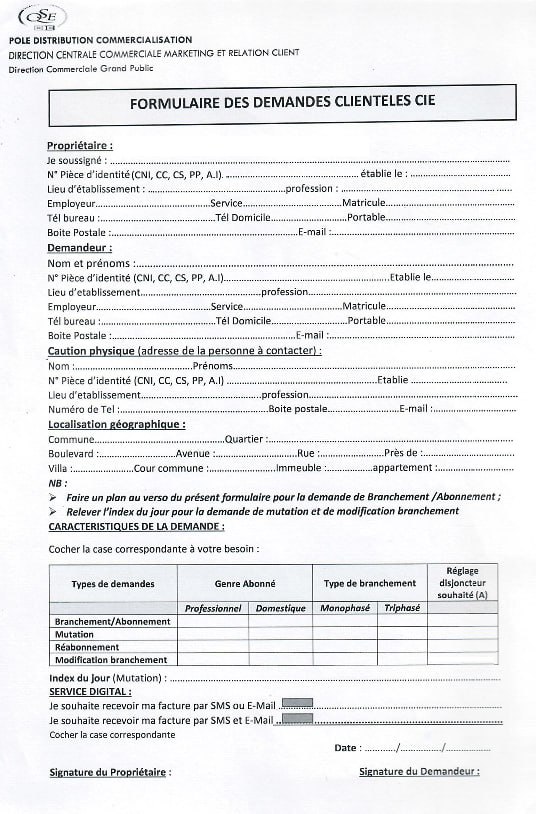 QSE
POLE DISTRIBUTION COMMERCIALISATION
DIRECTION CENTRALE COMMERCIALE MARKETING ET RELATION CLIENT
Direction Commerciale Grand Public
FORMULAIRE DES DEMANDES CLIENTELES CIE
Propriétaire :
Je soussigné : ..........
N° Pièce d'identité (CNI, CC, CS, PP, A.I). .......... établie le : ..........
Lieu d'établissement : ..........profession : ..........
Employeur..........Service..........Matricule..........
Tél bureau :..........Tél Domicile..........Portable..........
Boite Postale :..........E-mail :..........
Demandeur :
Nom et prénoms :..........
N° Pièce d'identité (CNI, CC, CS, PP, A.I)..........Etablie le..........
Lieu d'etablissement..........profession..........
Employeur..........Service..........Matricule..........
Tél bureau :..........Tél Domicile..........Portable..........
Boite Postale :..........E-mail :..........
Caution physique (adresse de la personne à contacter) :
Nom :..........Prénoms..........
N° Pièce d'identité (CNI, CC, CS, PP, A.I) ..........Etablie ..........
Lieu d'etablissement..........profession..........
Numéro de Tel :..........Boite postale..........E-mail :..........
Localisation géographique :
Commune..........Quartier :..........
Boulevard :..........Avenue :..........Rue :..........Près de :..........
Villa :..........Cour commune :..........Immeuble :..........appartement :..........
NB :
➢ Faire un plan au verso du présent formulaire pour la demande de Branchement /Abonnement ;
➢ Relever l'index du jour pour la demande de mutation et de modification branchement
CARACTERISTIQUES DE LA DEMANDE :
Cocher la case correspondante à votre besoin :
Types de demandes Genre Abonné Type de branchement Réglage disjoncteur souhaité (A)
Professionnel Domestique Monophasé Triphasé
Branchement/Abonnement
Mutation
Réabonnement
Modification branchement
Index du jour (Mutation) : ..........
SERVICE DIGITAL :
Je souhaite recevoir ma facture par SMS ou E-Mail ..........
Je souhaite recevoir ma facture par SMS et E-Mail ..........
Cocher la case correspondante
Date : ........../........../..........
Signature du Propriétaire : Signature du Demandeur :